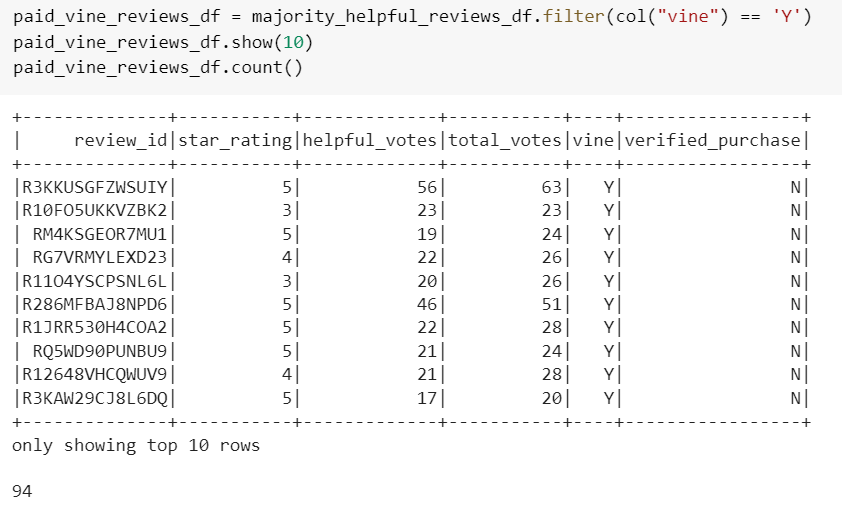 paid_vine_reviews_df = majority_helpful_reviews_df.filter(col("vine") == 'Y')
paid_vine_reviews_df.show(10)
paid_vine_reviews_df.count()
+--------------+-----------+-------------+-----------+----+-----------------+
|     review_id|star_rating|helpful_votes|total_votes|vine|verified_purchase|
+--------------+-----------+-------------+-----------+----+-----------------+
|R3KKUSGFZWSUIY|          5|           56|         63|   Y|                N|
|R10FO5UKKVZBK2|          3|           23|         23|   Y|                N|
| RM4KSGEOR7MU1|          5|           19|         24|   Y|                N|
| RG7VRMYLEXD23|          4|           22|         26|   Y|                N|
|R11O4YSCPSNL6L|          3|           20|         26|   Y|                N|
|R286MFBAJ8NPD6|          5|           46|         51|   Y|                N|
|R1JRR530H4COA2|          5|           22|         28|   Y|                N|
| RQ5WD90PUNBU9|          5|           21|         24|   Y|                N|
|R12648VHCQWUV9|          4|           21|         28|   Y|                N|
|R3KAW29CJ8L6DQ|          5|           17|         20|   Y|                N|
+--------------+-----------+-------------+-----------+----+-----------------+
only showing top 10 rows
94